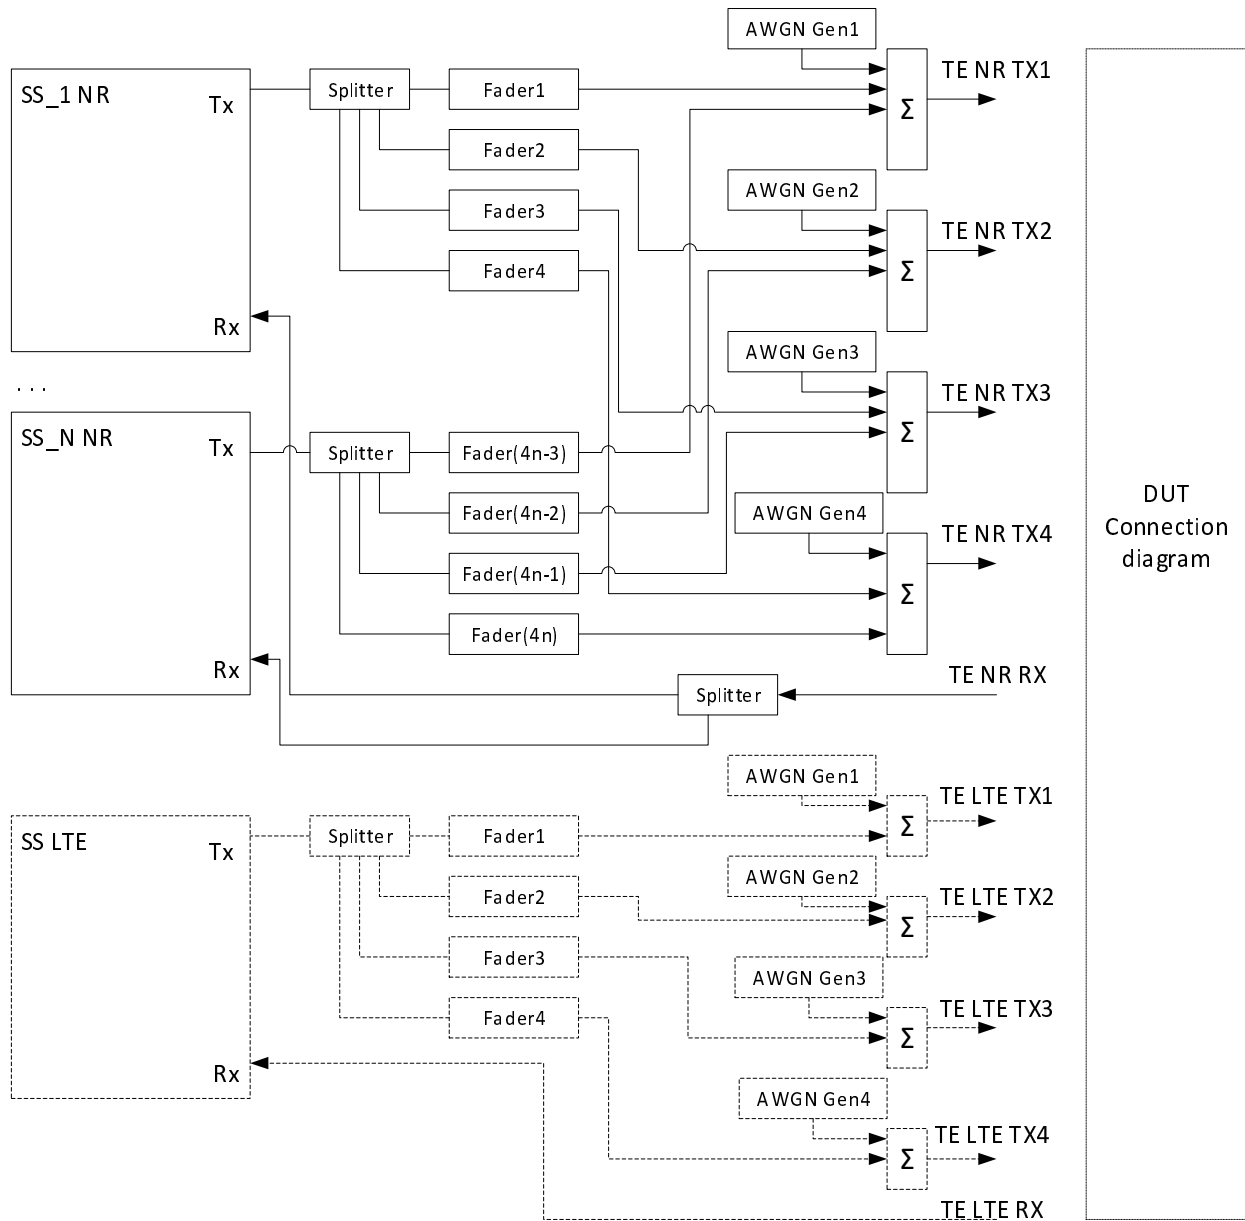 AWGN Gen1
TE NR TX1
SS_1 NR
Tx
Splitter
Fader1
Σ
Fader2
AWGN Gen2
TE NR TX2
Fader3
Fader4
Σ
Rx
AWGN Gen3
TE NR TX3
. . .
SS_N NR
Tx
Splitter
Fader(4n-3)
Σ
Fader(4n-2)
AWGN Gen4
TE NR TX4
DUT
Connection
diagram
Fader(4n-1)
Σ
Fader(4n)
Rx
TE NR RX
Splitter
AWGN Gen1
TE LTE TX1
SS LTE
Tx
Splitter
Fader1
Σ
AWGN Gen2
TE LTE TX2
Fader2
Σ
Fader3
AWGN Gen3
TE LTE TX3
Fader4
Σ
Rx
AWGN Gen4
TE LTE TX4
Σ
TE LTE RX